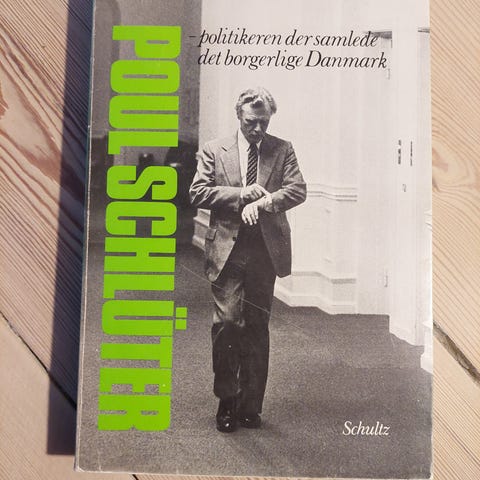 POUL SCHLÜTER
– politikeren der samlede
det borgerlige Danmark
Schultz